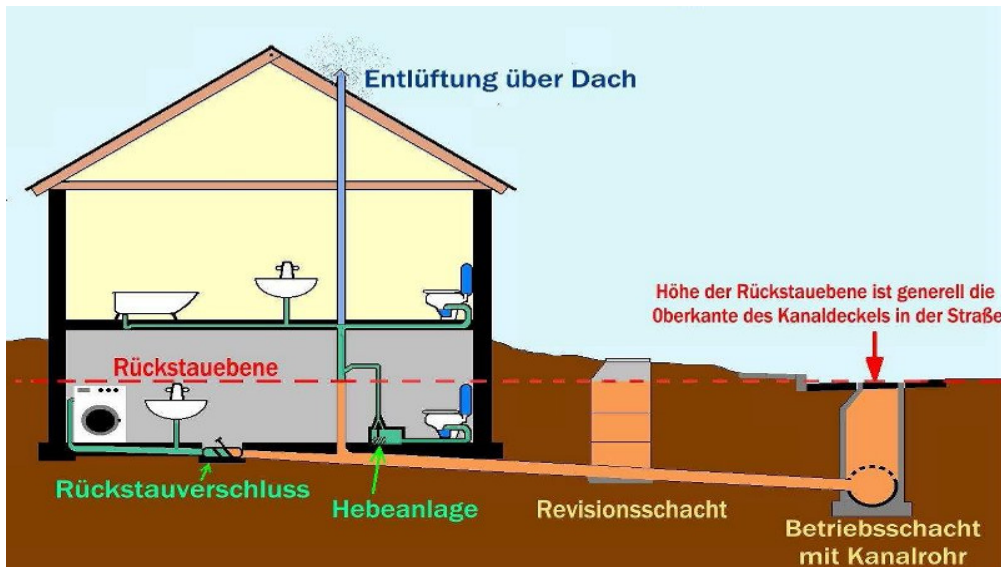 Entlüftung über Dach
Höhe der Rückstauebene ist generell die
Oberkante des Kanaldeckels in der Straße
Rückstauebene
Rückstauverschluss
Hebeanlage
Revisionsschacht
Betriebsschacht
mit Kanalrohr